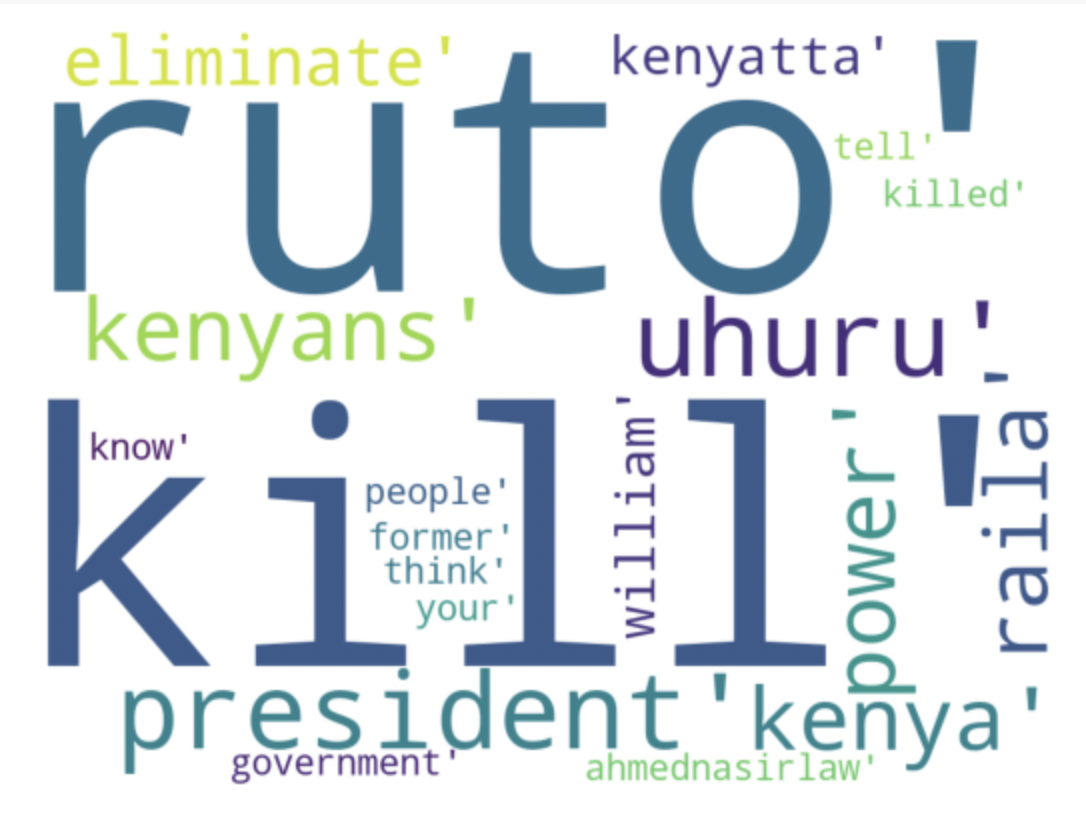 eliminate'
kenyatta'
ruto'
tell'
killed'
kenyans'
uhuru'
kill'
know'
people'
former'
think'
your'
william'
power'
raila'
president'
kenya'
government'
ahmednasirlaw'